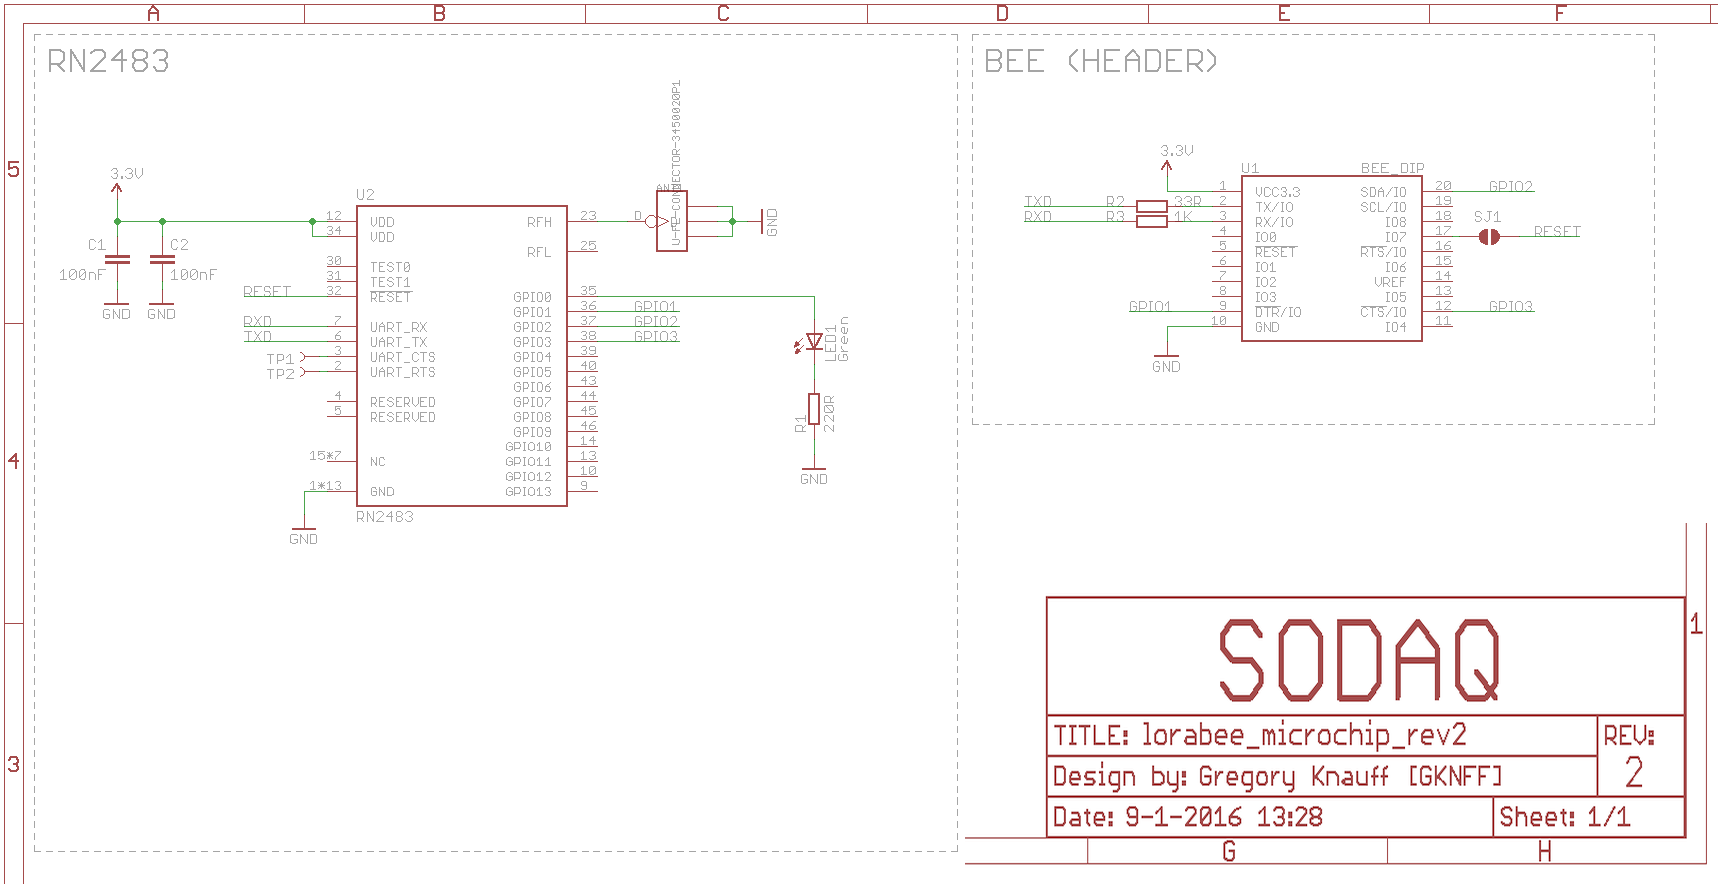 A B C D E F
RN2483
BEE (HEADER)
5
4
3
3.3V
C1
100nF
C2
100nF
GND
GND
RESET
RXD
TXD
TP1
TP2
U2
12 VDD
34 VDD
30 TEST0
31 TEST1
32 RESET
7 UART_RX
6 UART_TX
3 UART_CTS
2 UART_RTS
4 RESERVED
5 RESERVED
15*7 NC
1*13 GND
GND
RN2483
RFH 23
RFL 25
GPIO0 35
GPIO1 36 GPIO1
GPIO2 37 GPIO2
GPIO3 38 GPIO3
GPIO4 39
GPIO5 40
GPIO6 43
GPIO7 44
GPIO8 45
GPIO9 46
GPIO10 14
GPIO11 13
GPIO12 10
GPIO13 9
D
U-FL-CONNECTOR-3450020P1
GND
LED1
Green
R1
220R
GND
3.3V
TXD R2 33R
RXD R3 1K
GPIO1
GND
U1 BEE_DIP
1 VCC3.3 SDA/IO 20 GPIO2
2 TX/IO SCL/IO 19
3 RX/IO IO8 18
4 IO0 IO7 17 SJ1 RESET
5 RESET RTS/IO 16
6 IO1 IO6 15
7 IO2 VREF 14
8 IO3 IO5 13
9 DTR/IO CTS/IO 12 GPIO3
10 GND IO4 11
SODAQ
TITLE: lorabee_microchip_rev2
REV:
2
Design by: Gregory Knauff [GKNFF]
Date: 9-1-2016 13:28
Sheet: 1/1
1
G H